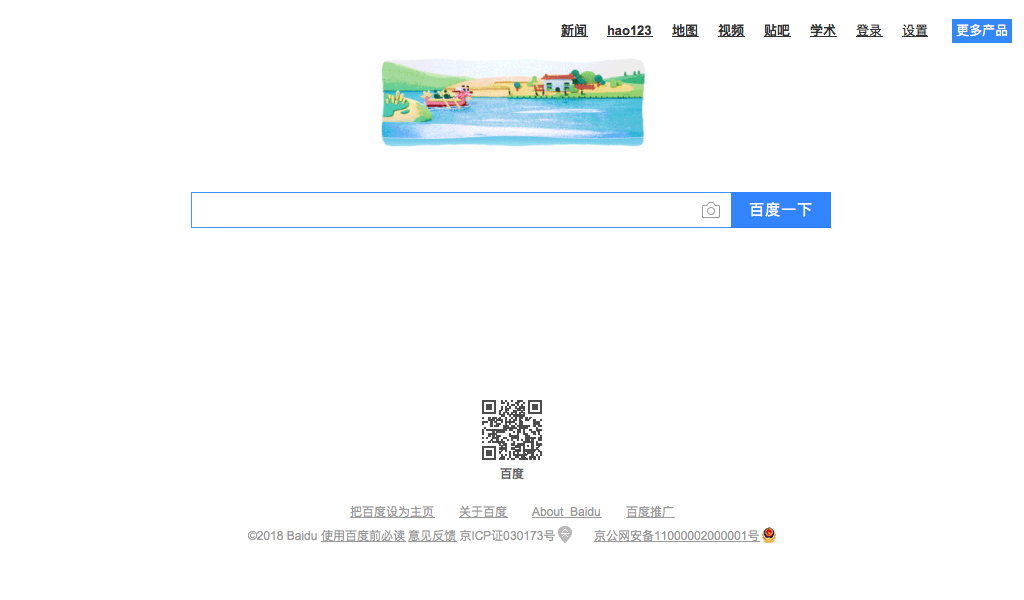 新闻 hao123 地图 视频 贴吧 学术 登录 设置 更多产品
百度一下
百度
把百度设为主页 关于百度 About Baidu 百度推广
©2018 Baidu 使用百度前必读 意见反馈 京ICP证030173号 京公网安备11000002000001号